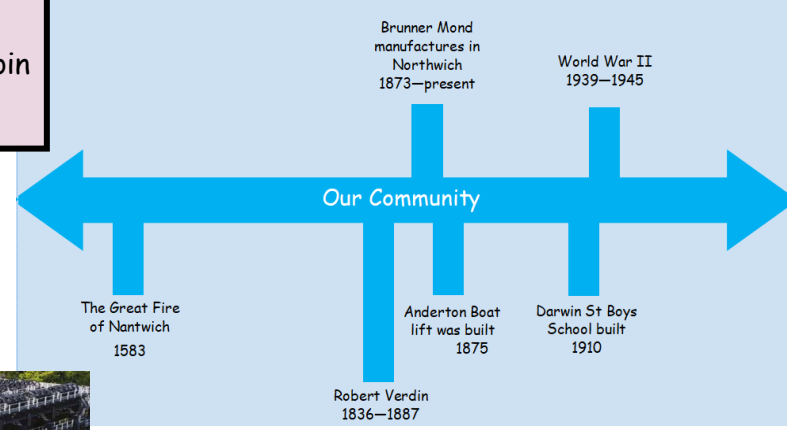 Brunner Mond
manufactures in
Northwich
1873—present
World War II
1939—1945
Our Community
The Great Fire
of Nantwich
1583
Anderton Boat
lift was built
1875
Darwin St Boys
School built
1910
Robert Verdin
1836—1887